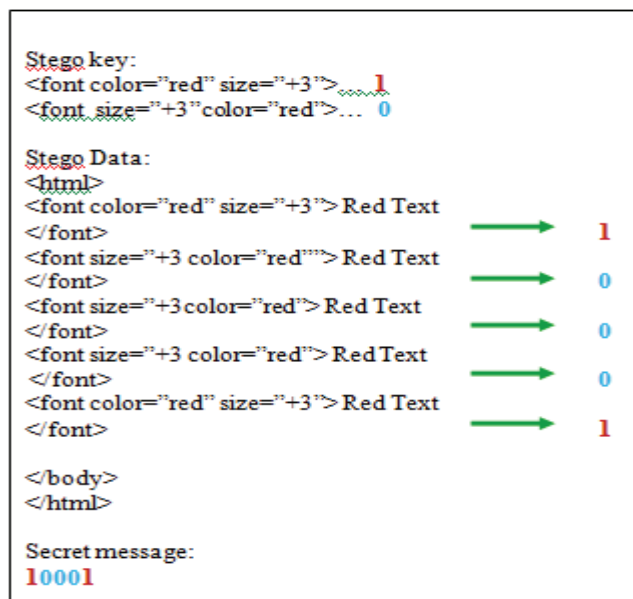 Stego key:
<font color=”red” size=”+3”>… 1
<font size=”+3”color=”red”>… 0
Stego Data:
<html>
<font color=”red” size=”+3”> Red Text
</font> 1
<font size=”+3 color=”red””> Red Text
</font> 0
<font size=”+3color=”red”> Red Text
</font> 0
<font size=”+3 color=”red”> Red Text
</font> 0
<font color=”red” size=”+3”> Red Text
</font> 1
</body>
</html>
Secret message:
10001